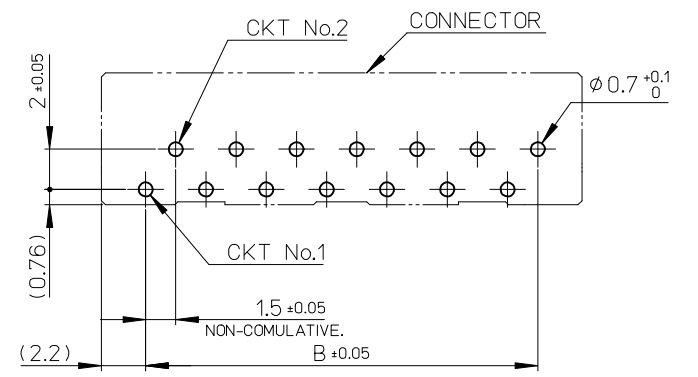 CKT No.2
CONNECTOR
2 ±0.05
Φ0.7 +0.1 0
(0.76)
CKT No.1
1.5 ±0.05
NON-COMULATIVE.
(2.2)
B ±0.05